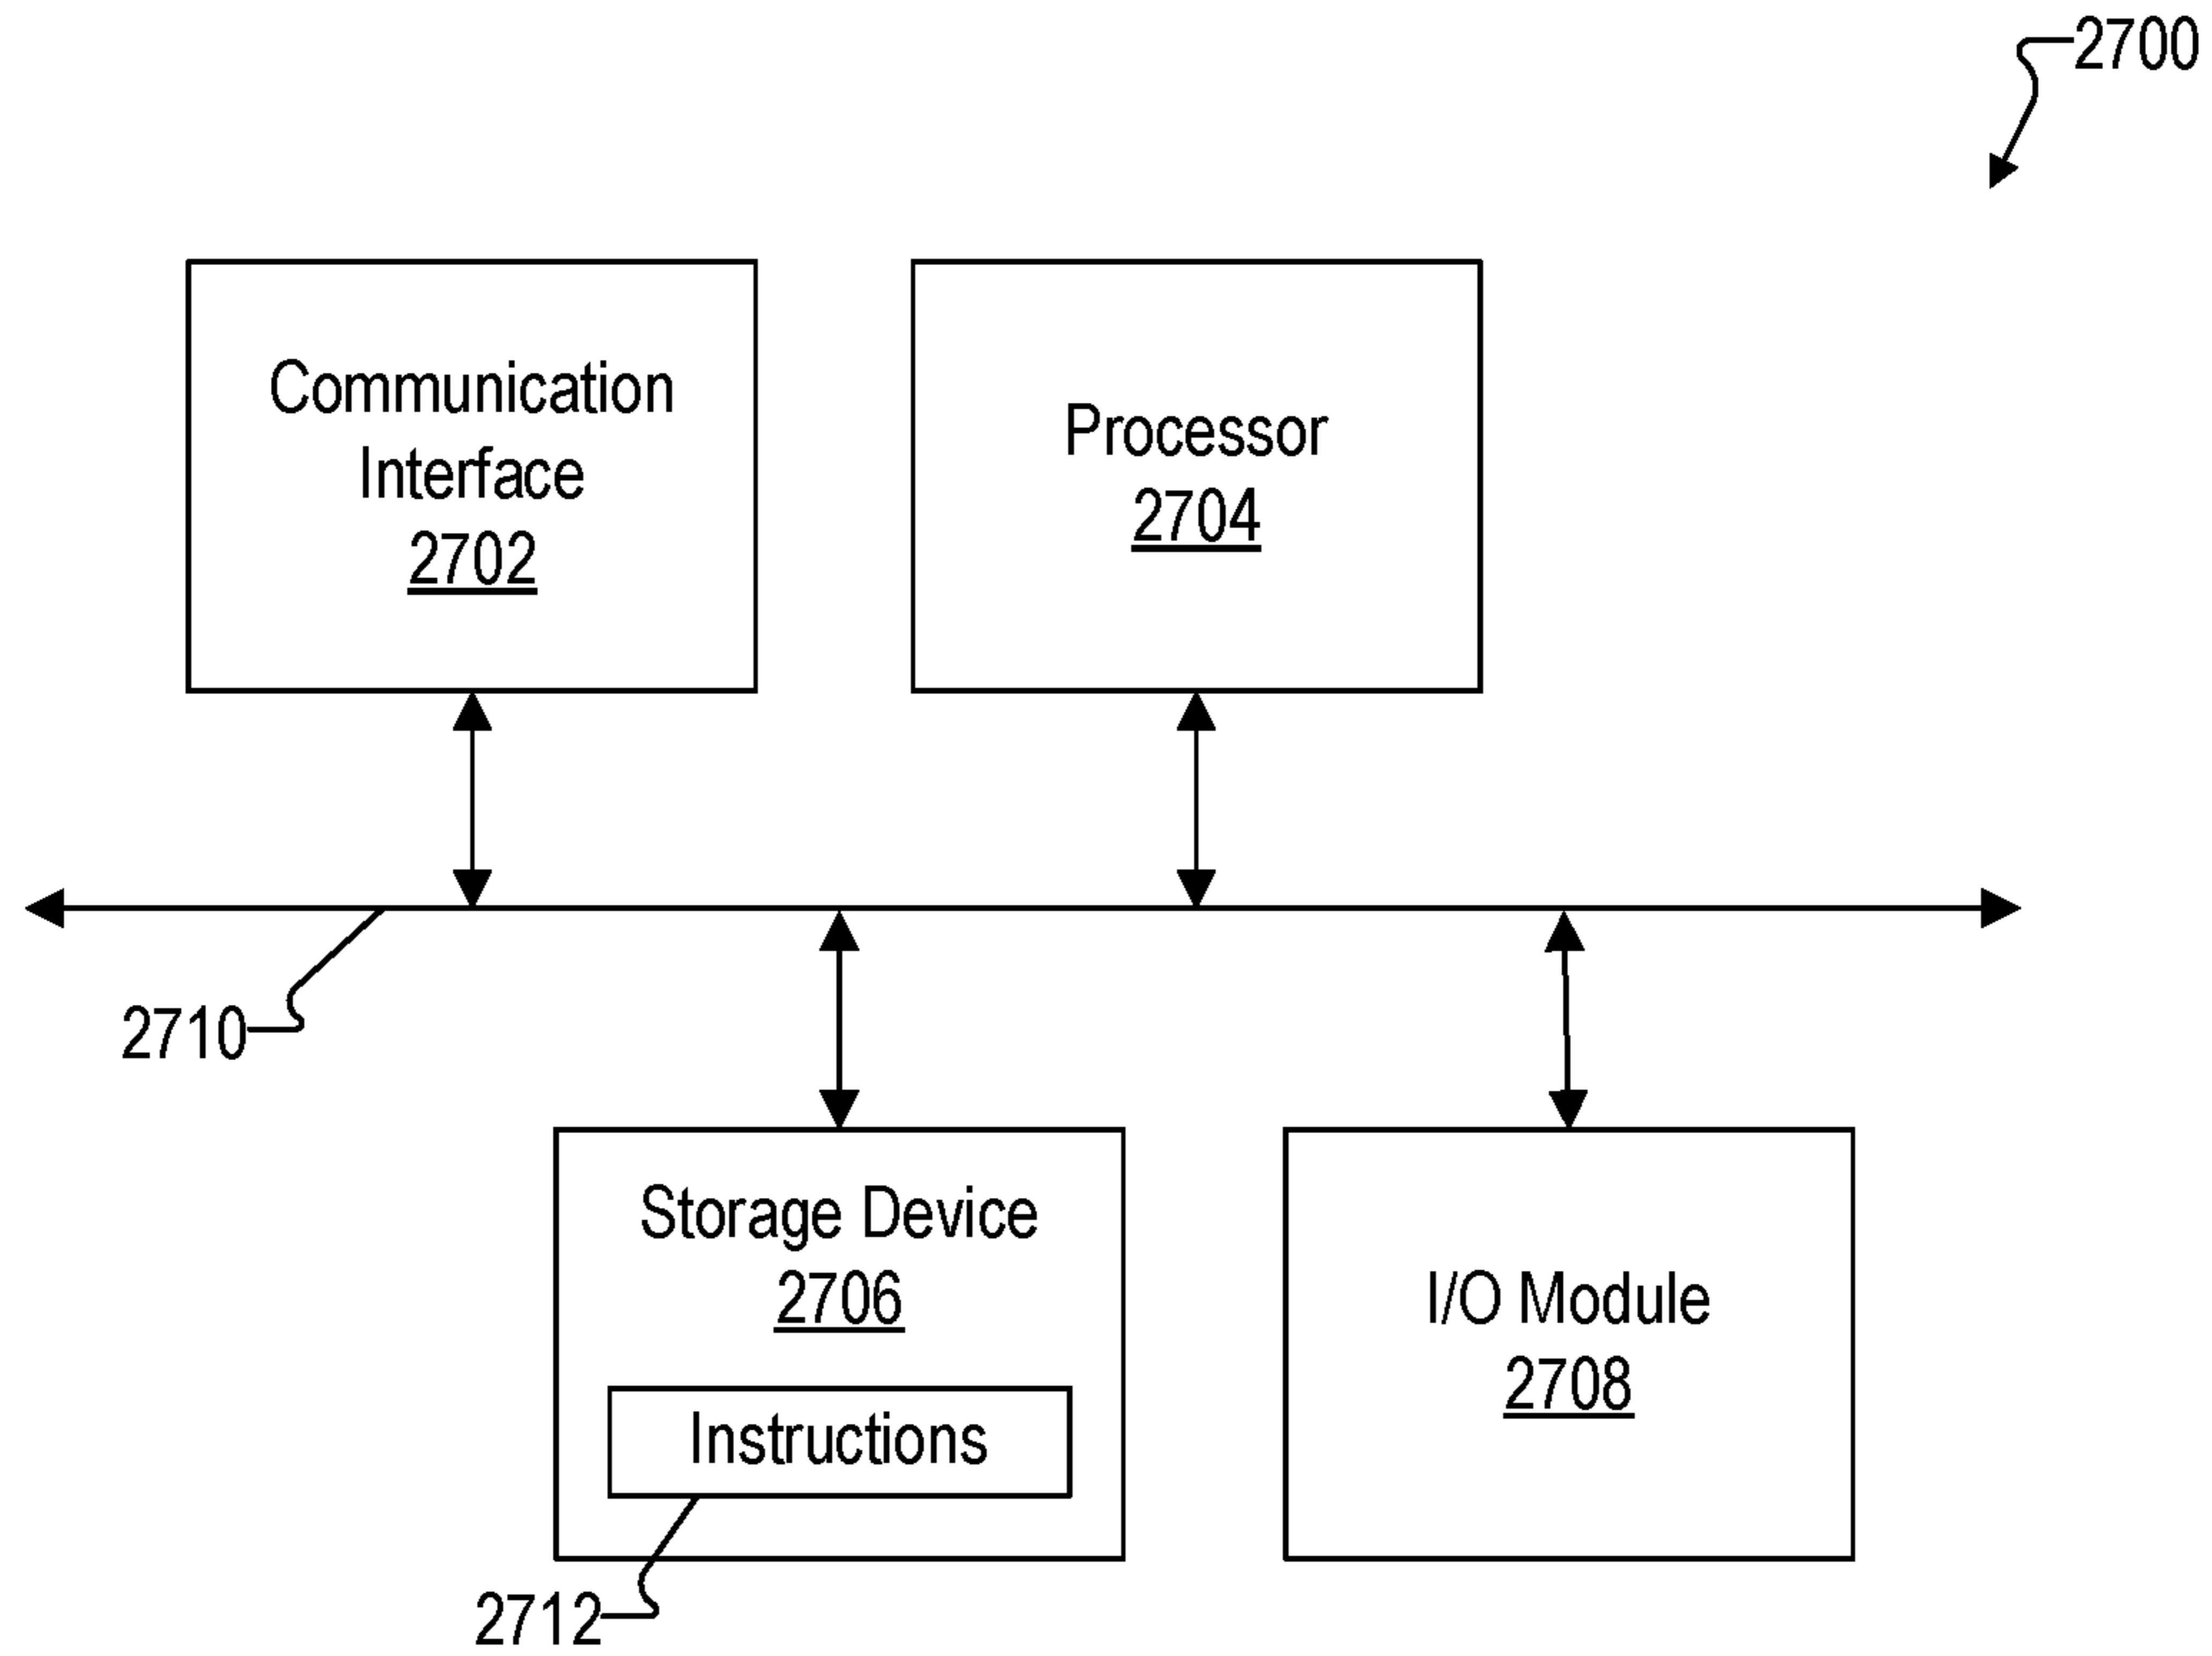 2700
Communication
Interface
2702
Processor
2704
2710
Storage Device
2706
Instructions
2712
I/O Module
2708